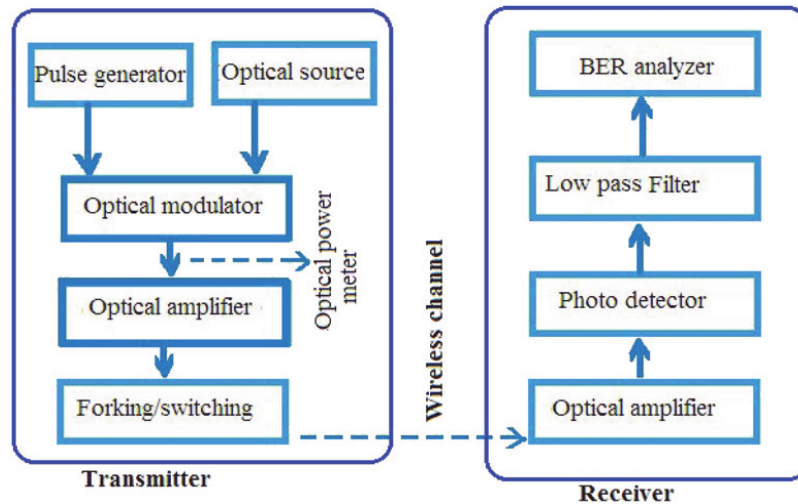 Pulse generator
Optical source
Optical modulator
Optical power
meter
Optical amplifier
Forking/switching
Transmitter
Wireless channel
BER analyzer
Low pass Filter
Photo detector
Optical amplifier
Receiver